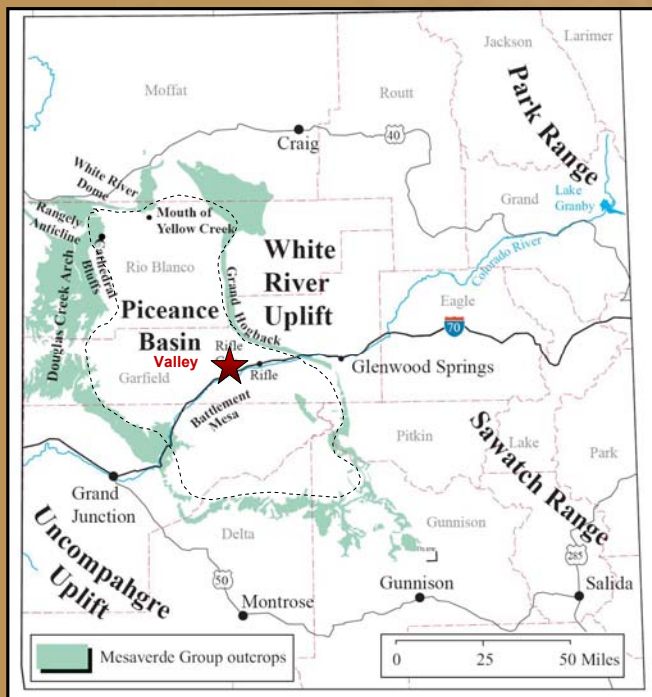 Jackson
Larimer
Moffat
Routt
Park Range
40
Craig
White River
Dome
Grand
Lake
Granby
Rangely
Anticline
Mouth of
Yellow Creek
Cathedral
Bluffs
Rio Blanco
White
River
Uplift
Colorado River
Eagle
70
Douglas Creek Arch
Piceance
Basin
Grand Hogback
Valley
Rifle
Rifle
Glenwood Springs
Garfield
Battlement
Mesa
Pitkin
Lake
Park
Sawatch Range
Grand
Junction
Uncompahgre
Uplift
Delta
Gunnison
285
50
Montrose
Gunnison
Salida
Mesaverde Group outcrops
0 25 50 Miles